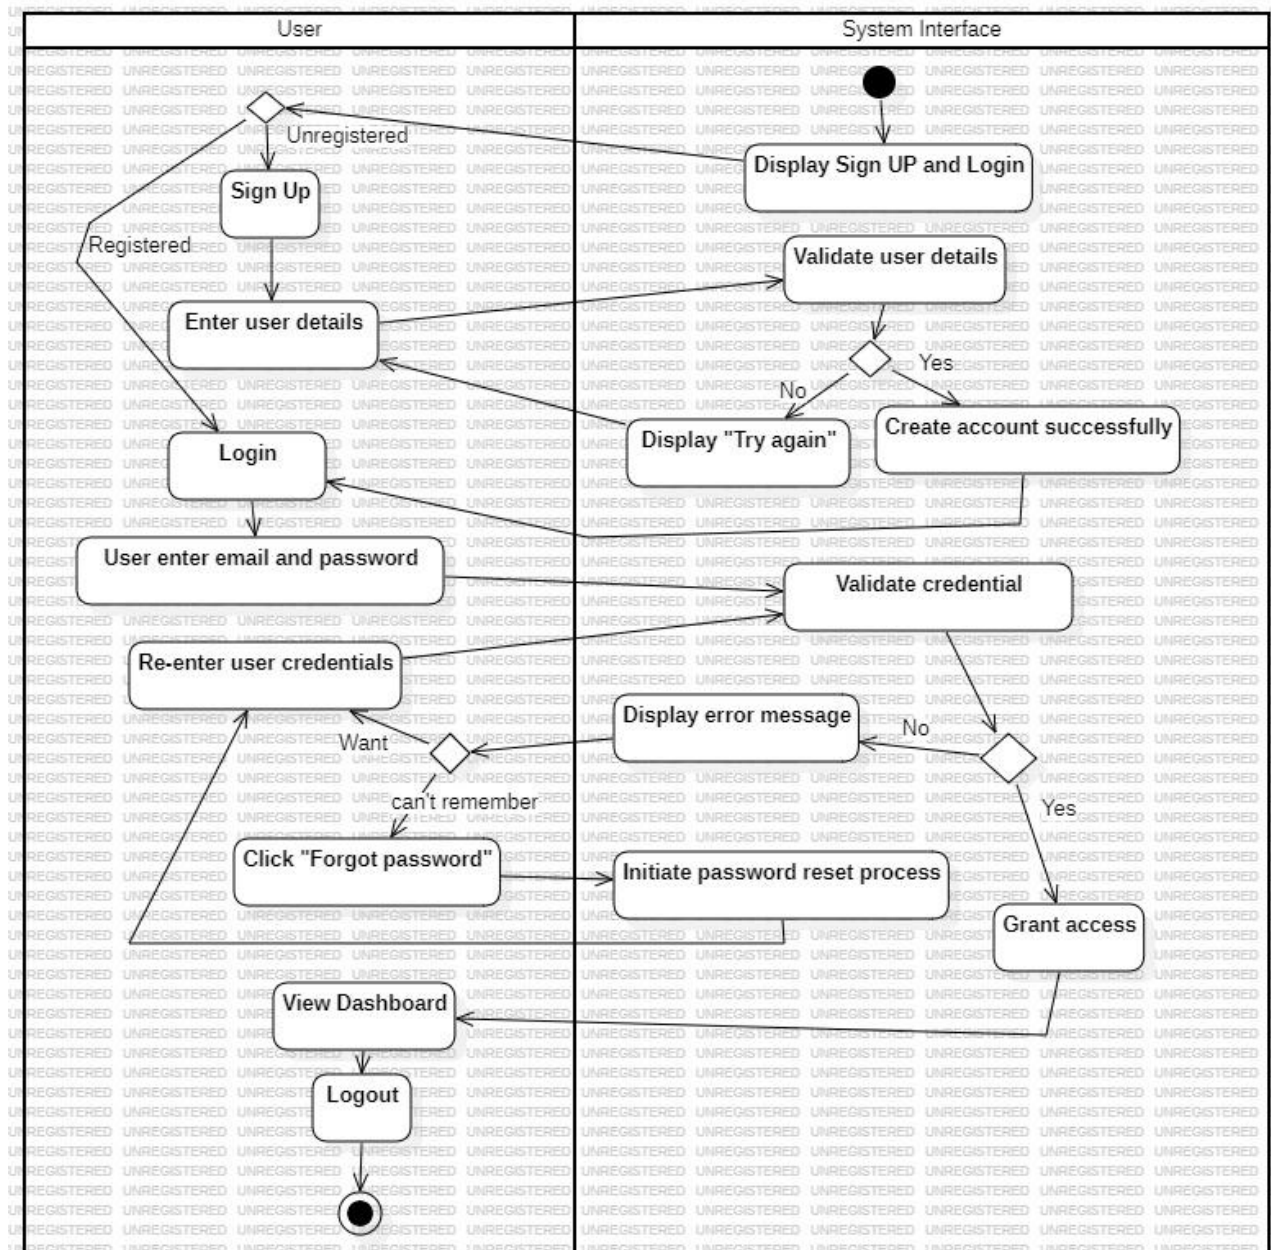 User
System Interface
Unregistered
Display Sign UP and Login
Sign Up
Registered
Validate user details
Enter user details
Yes
No
Login
Display "Try again"
Create account successfully
User enter email and password
Validate credential
Re-enter user credentials
Display error message
No
Want
can't remember
Yes
Click "Forgot password"
Initiate password reset process
Grant access
View Dashboard
Logout
UNREGISTERED